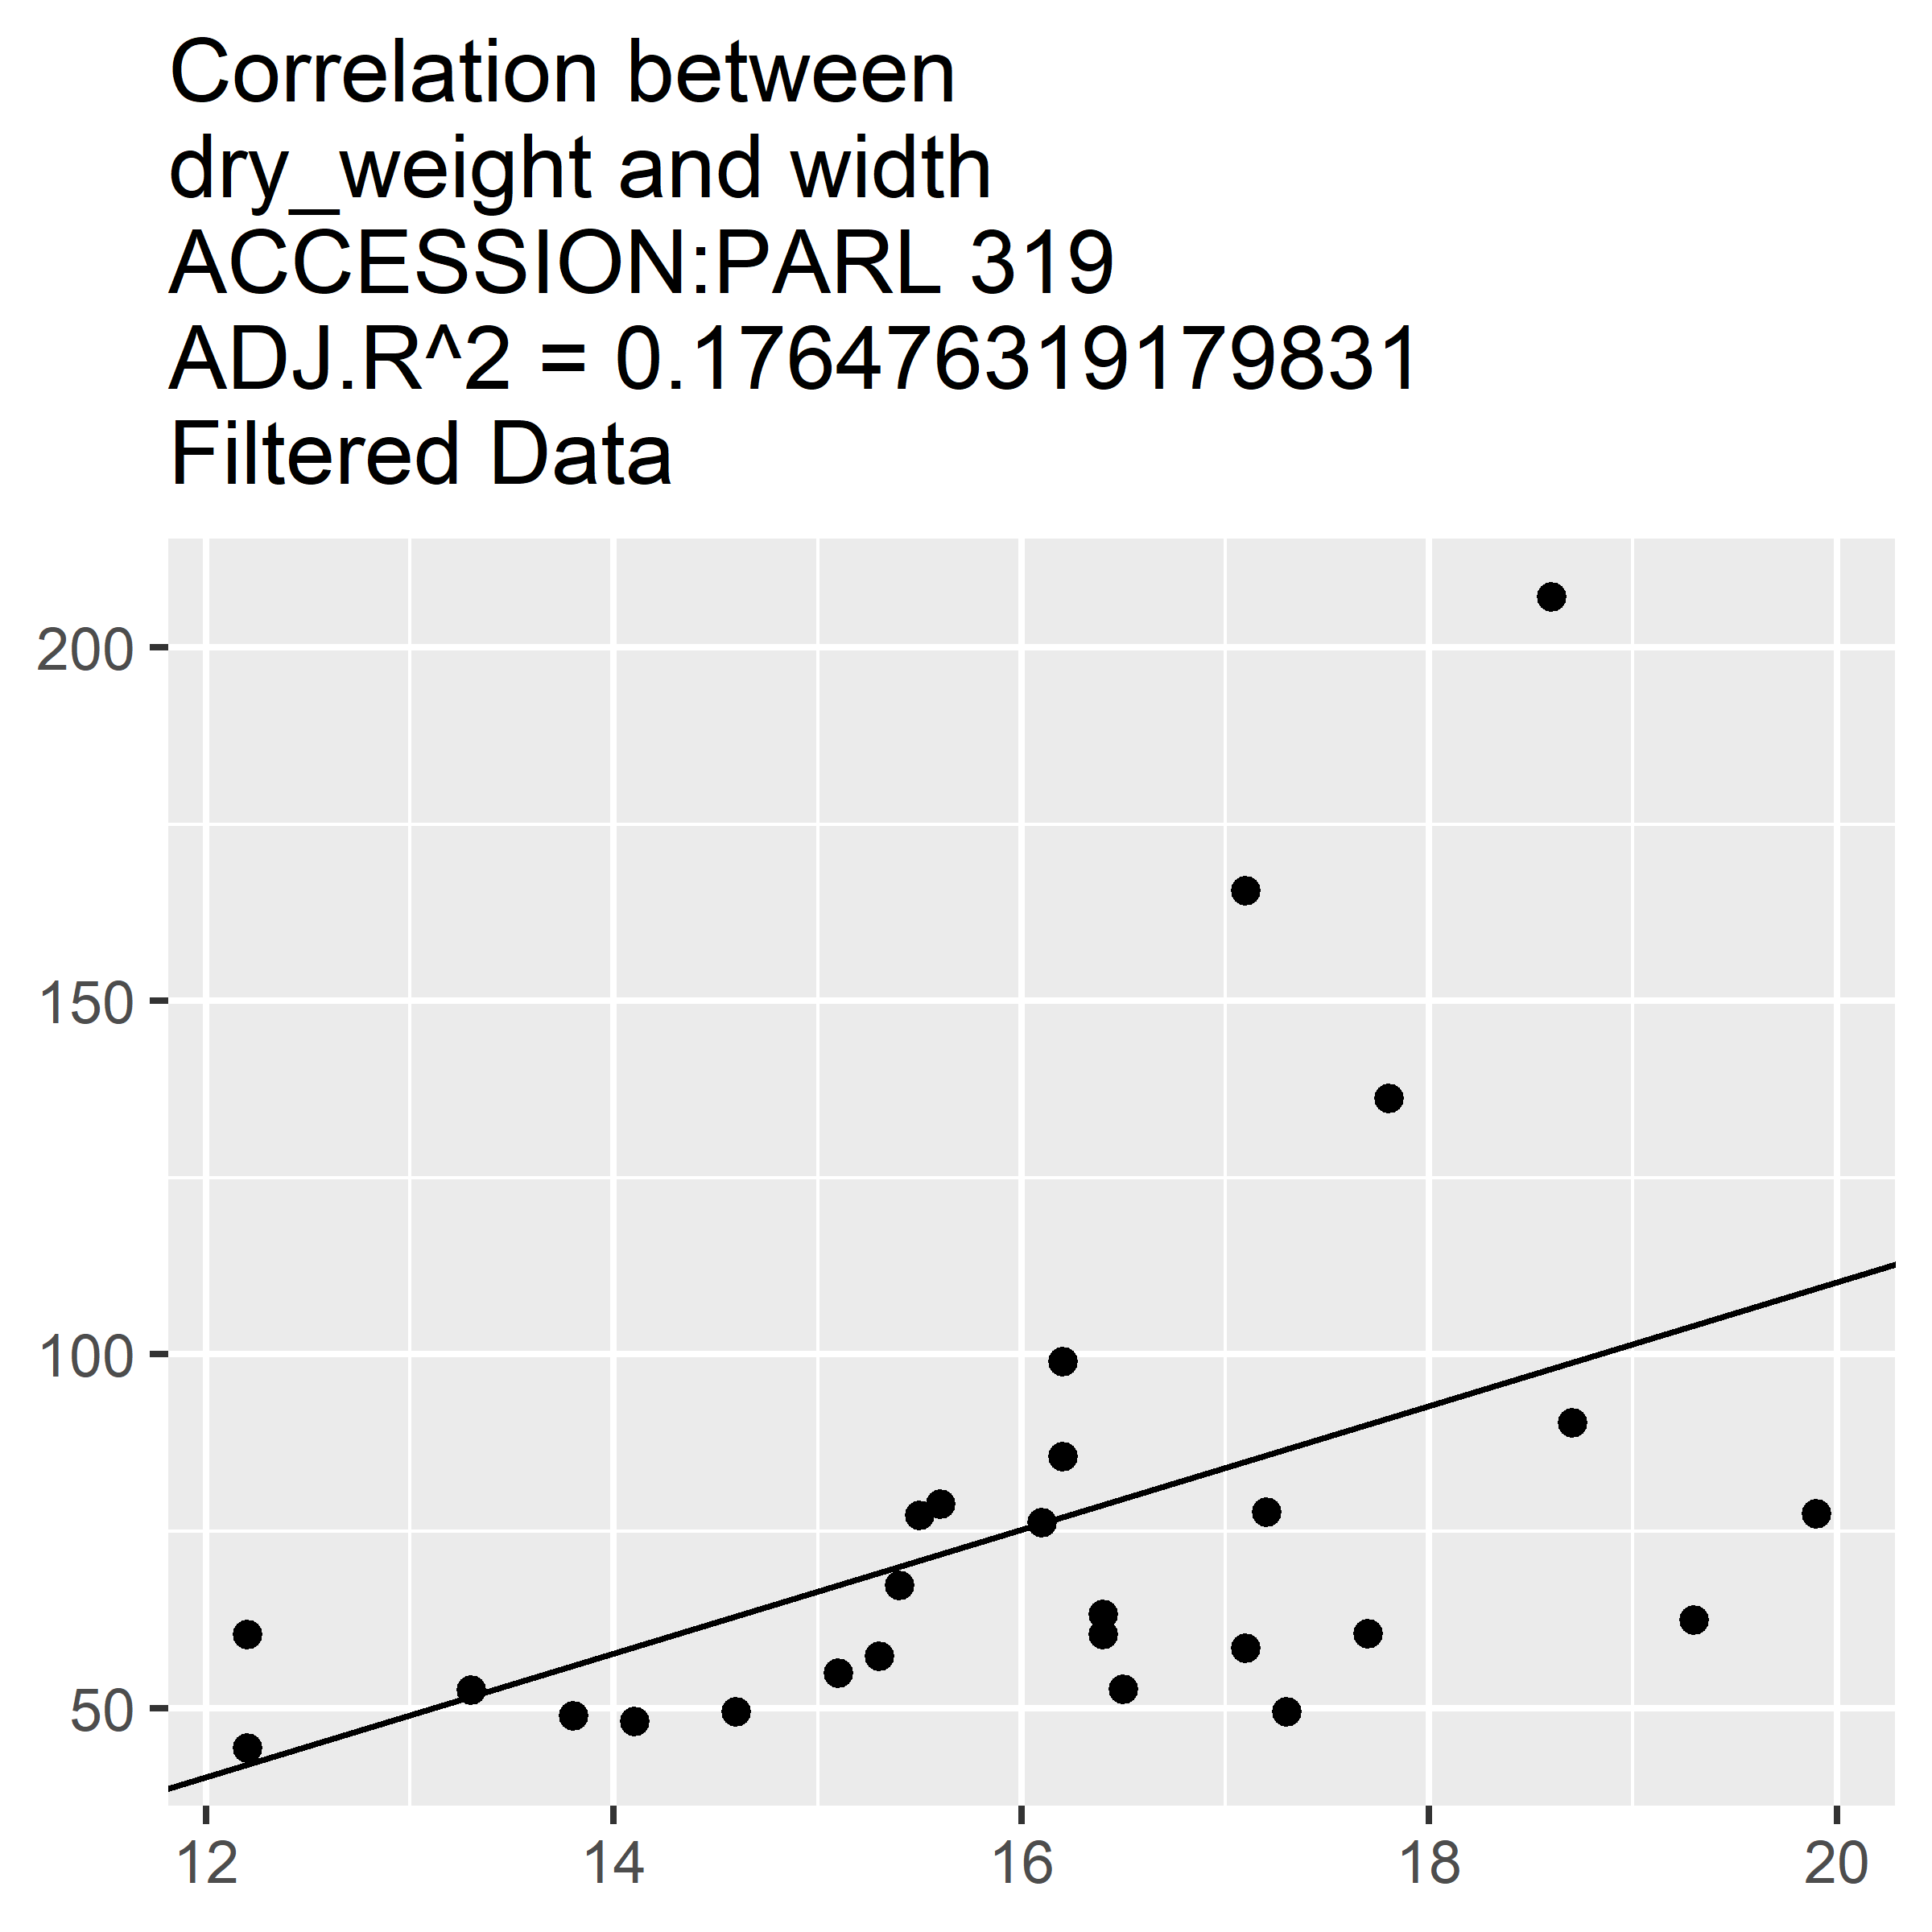 Correlation between
dry_weight and width
ACCESSION:PARL 319
ADJ.R^2 = 0.176476319179831
Filtered Data
200
150
100
50
12 14 16 18 20